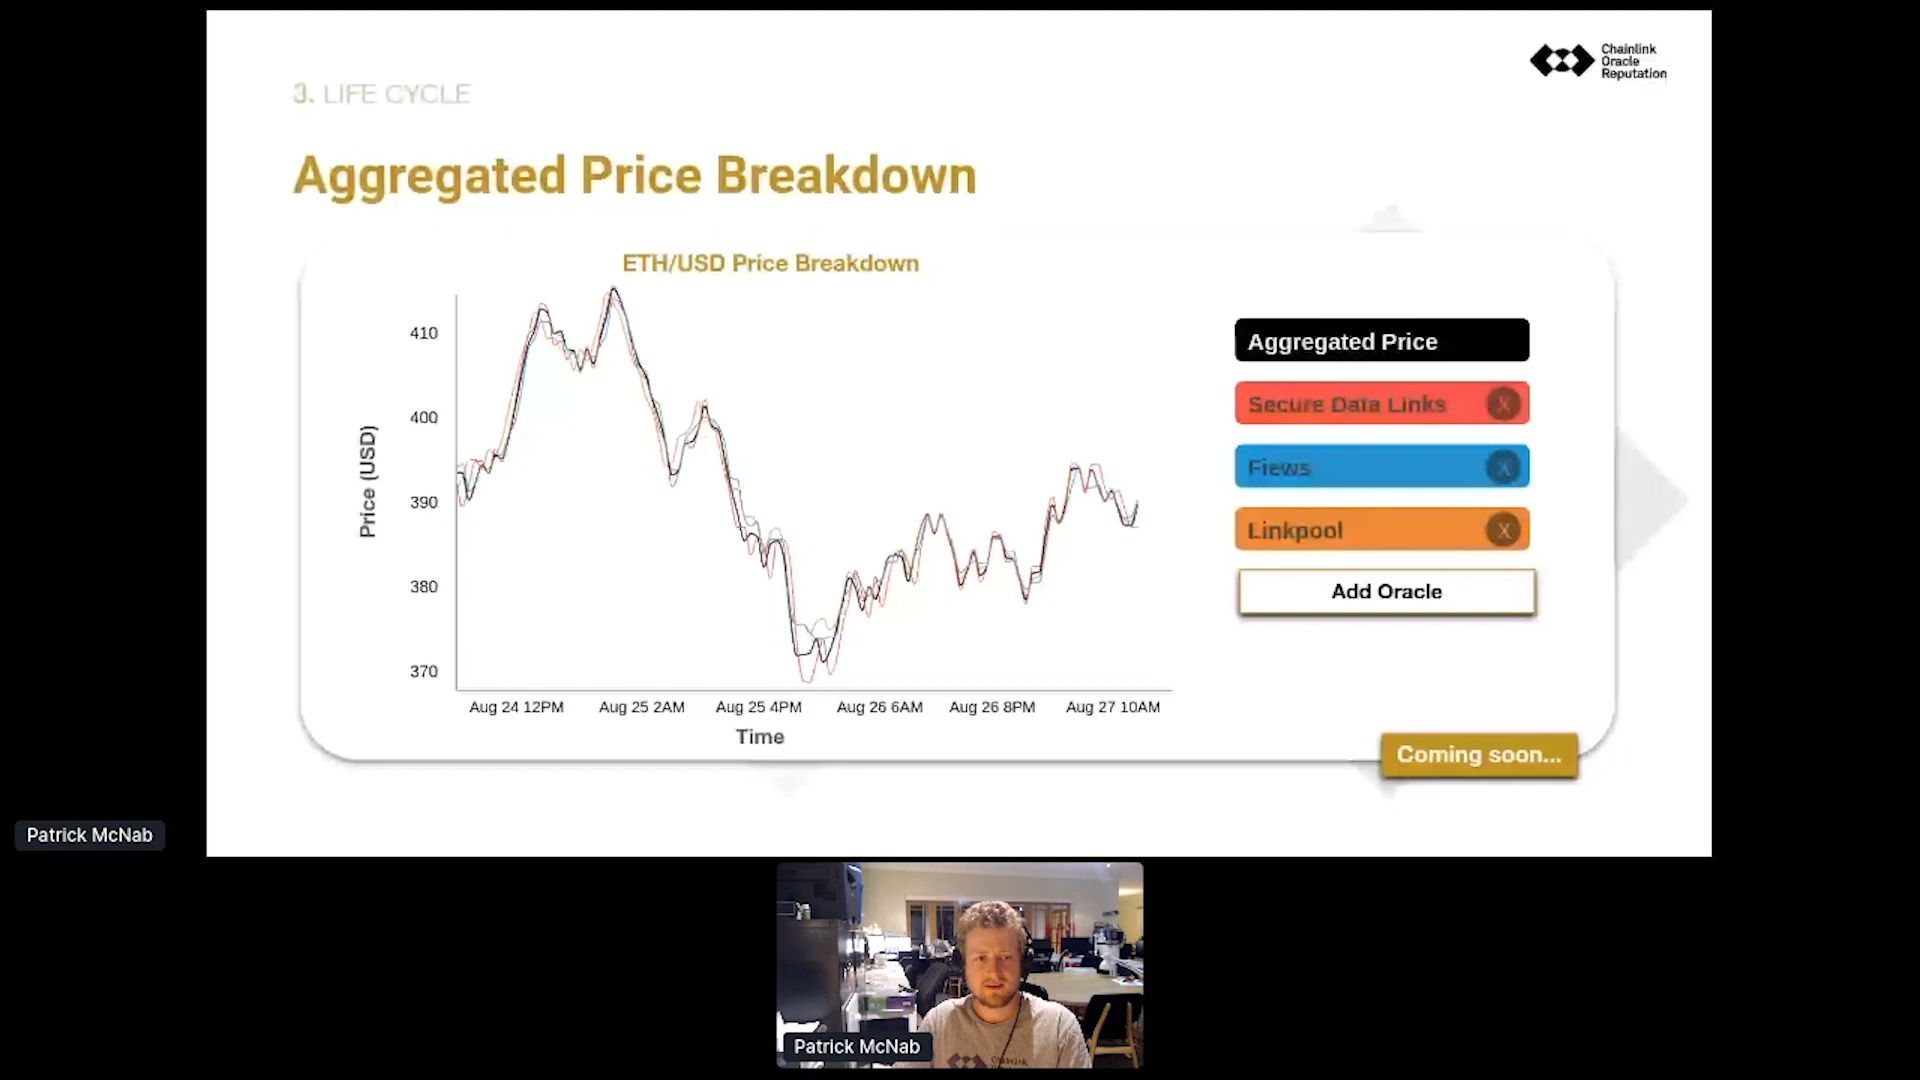 Chainlink
Oracle
Reputation
3. LIFE CYCLE
Aggregated Price Breakdown
ETH/USD Price Breakdown
410
400
390
380
370
Price (USD)
Aug 24 12PM
Aug 25 2AM
Aug 25 4PM
Aug 26 6AM
Aug 26 8PM
Aug 27 10AM
Time
Aggregated Price
Secure Data Links X
Fiews X
Linkpool X
Add Oracle
Coming soon...
Patrick McNab
Patrick McNab
Chainlink